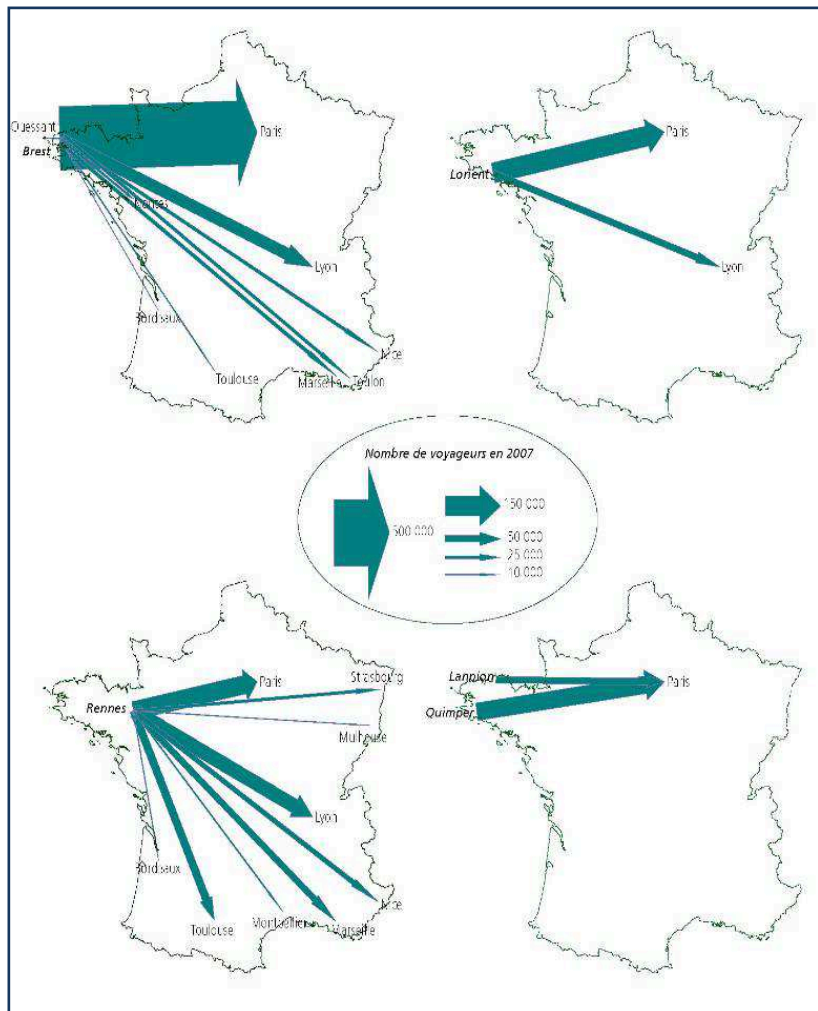 Ouessant
Paris
Brest
Nantes
Lyon
Bordeaux
Nice
Toulouse
Marseille
Toulon
Paris
Lorient
Lyon
Nombre de voyageurs en 2007
500 000
150 000
50 000
25 000
10 000
Strasbourg
Paris
Rennes
Mulhouse
Lyon
Bordeaux
Nice
Montpellier
Toulouse
Marseille
Lannion
Paris
Quimper